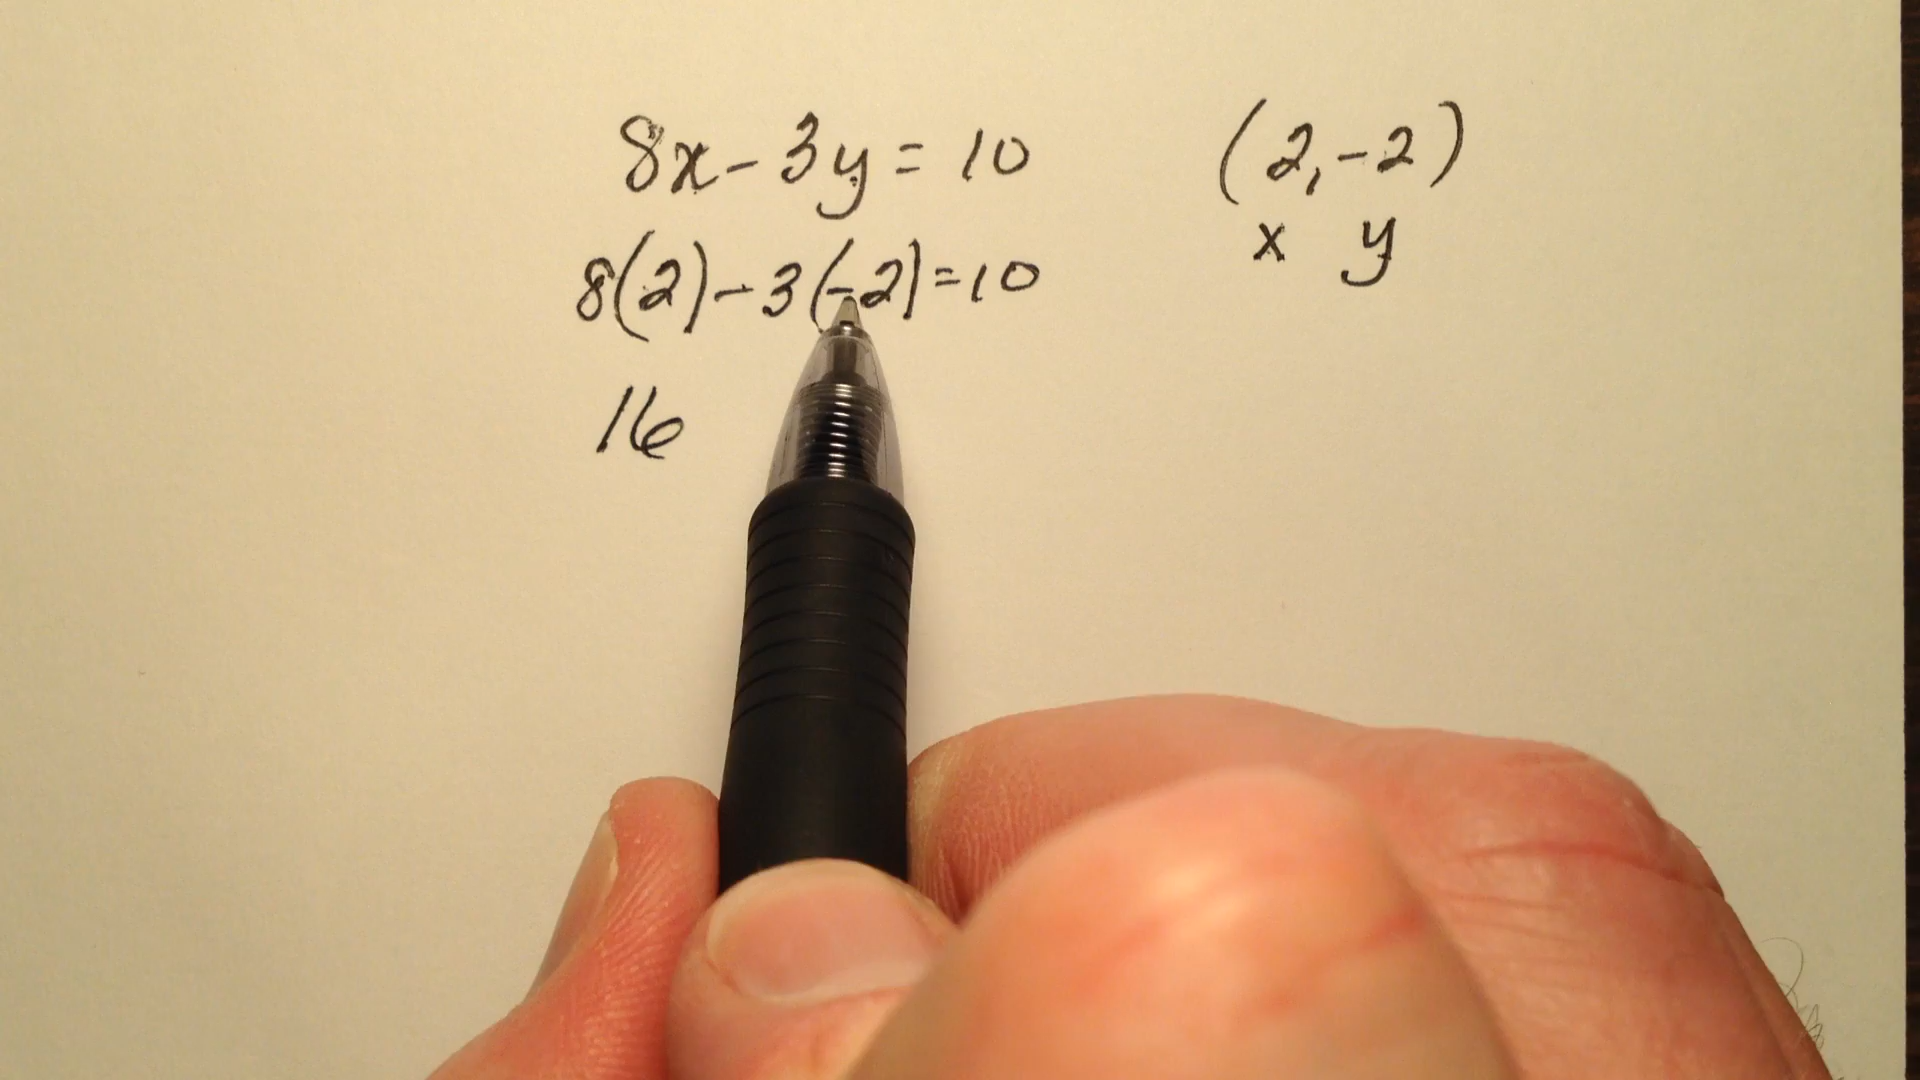 8x - 3y = 10 (2, -2)
x y
8(2) - 3(-2) = 10
16